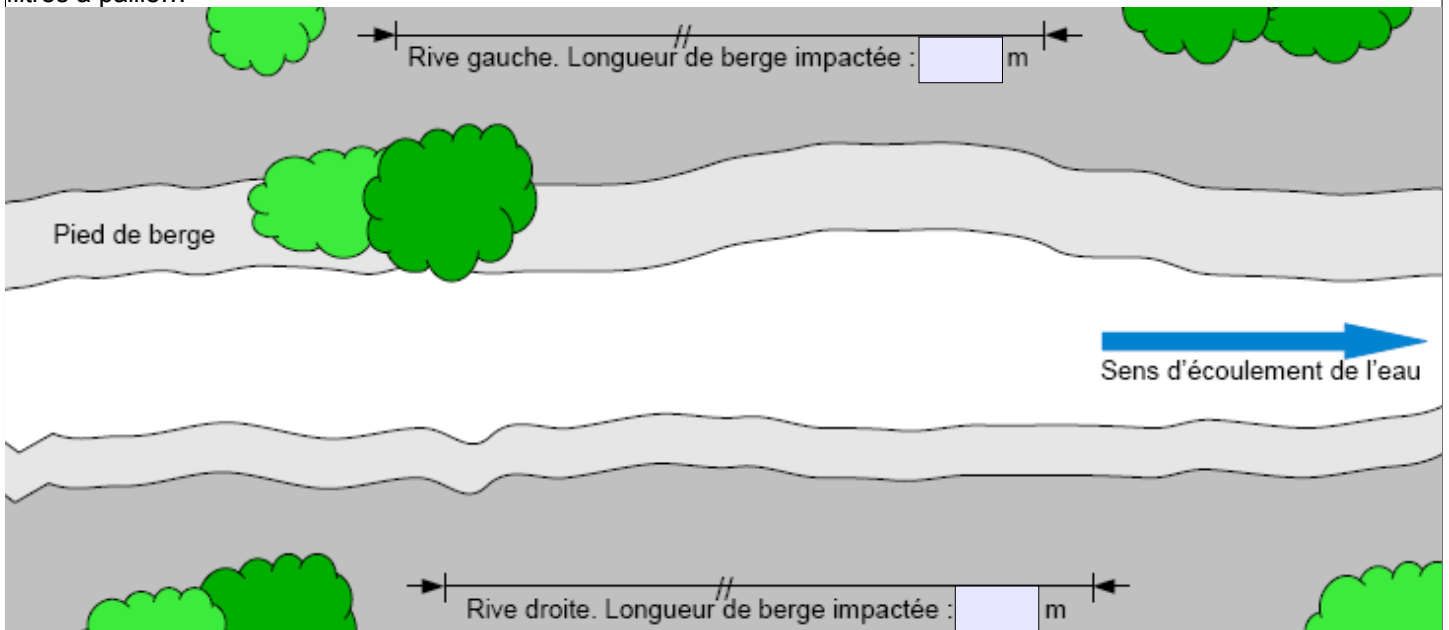 Rive gauche. Longueur de berge impactée : m
Pied de berge
Sens d'écoulement de l'eau
Rive droite. Longueur de berge impactée : m